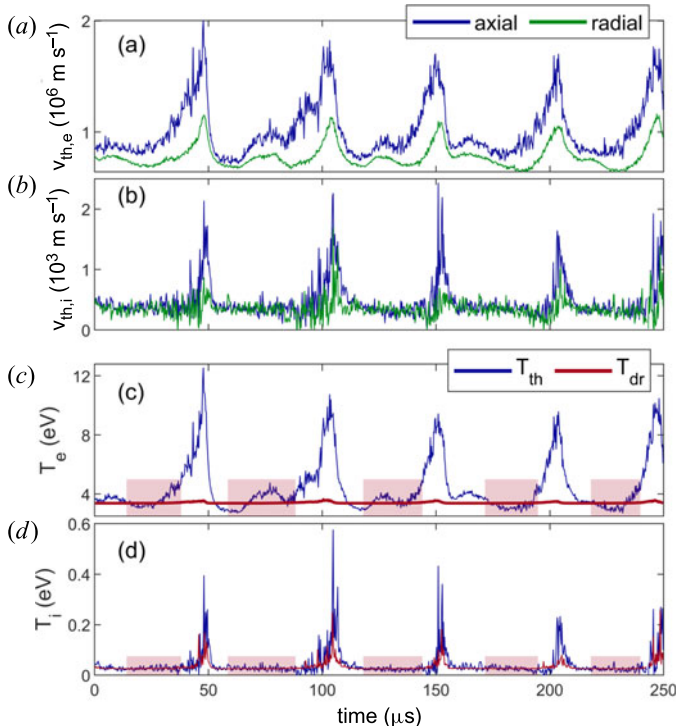 (a)
(a)
axial radial
v_th,e (10^6 m s^–1)
2
1
(b)
(b)
v_th,i (10^3 m s^–1)
2
1
0
(c)
(c)
T_th T_dr
T_e (eV)
12
8
4
(d)
(d)
T_i (eV)
0.6
0.4
0.2
0
0 50 100 150 200 250
time (μs)